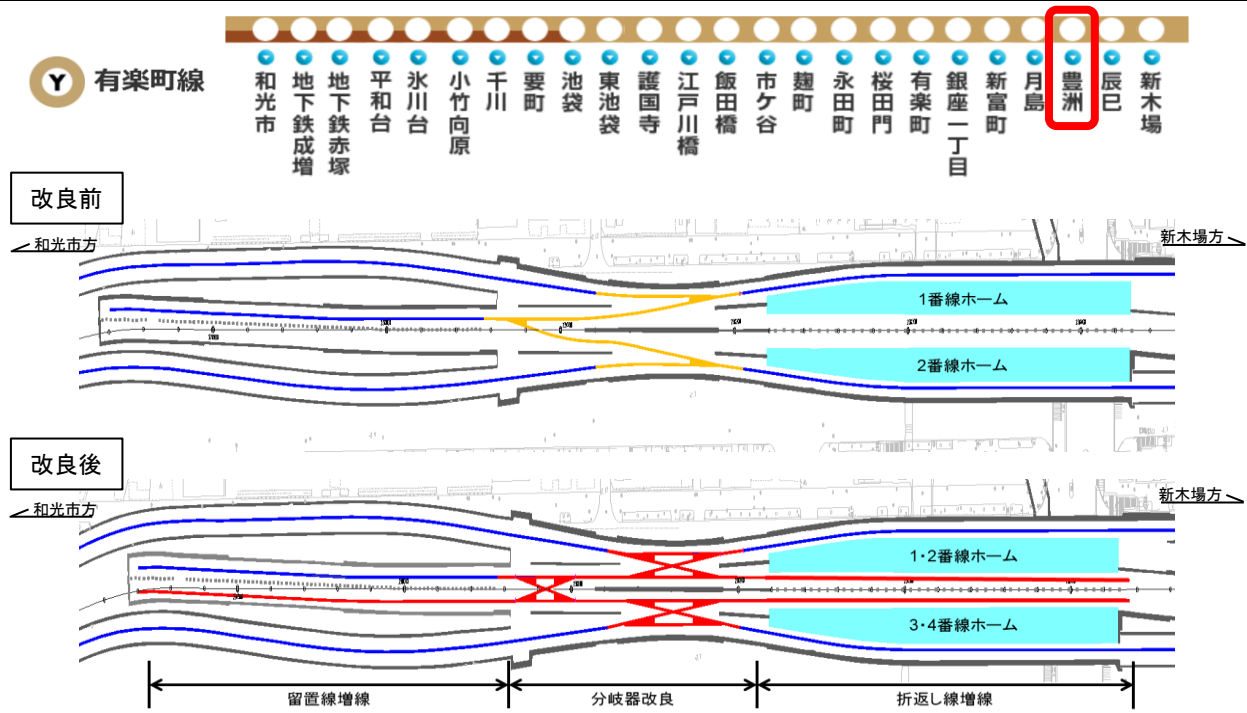 Y 有楽町線
和光市
地下鉄成増
地下鉄赤塚
平和台
氷川台
小竹向原
千川
要町
池袋
東池袋
護国寺
江戸川橋
飯田橋
市ケ谷
麹町
永田町
桜田門
有楽町
銀座一丁目
新富町
月島
豊洲
辰巳
新木場
改良前
和光市方
新木場方
1番線ホーム
2番線ホーム
改良後
和光市方
新木場方
1・2番線ホーム
3・4番線ホーム
留置線増線
分岐器改良
折返し線増線